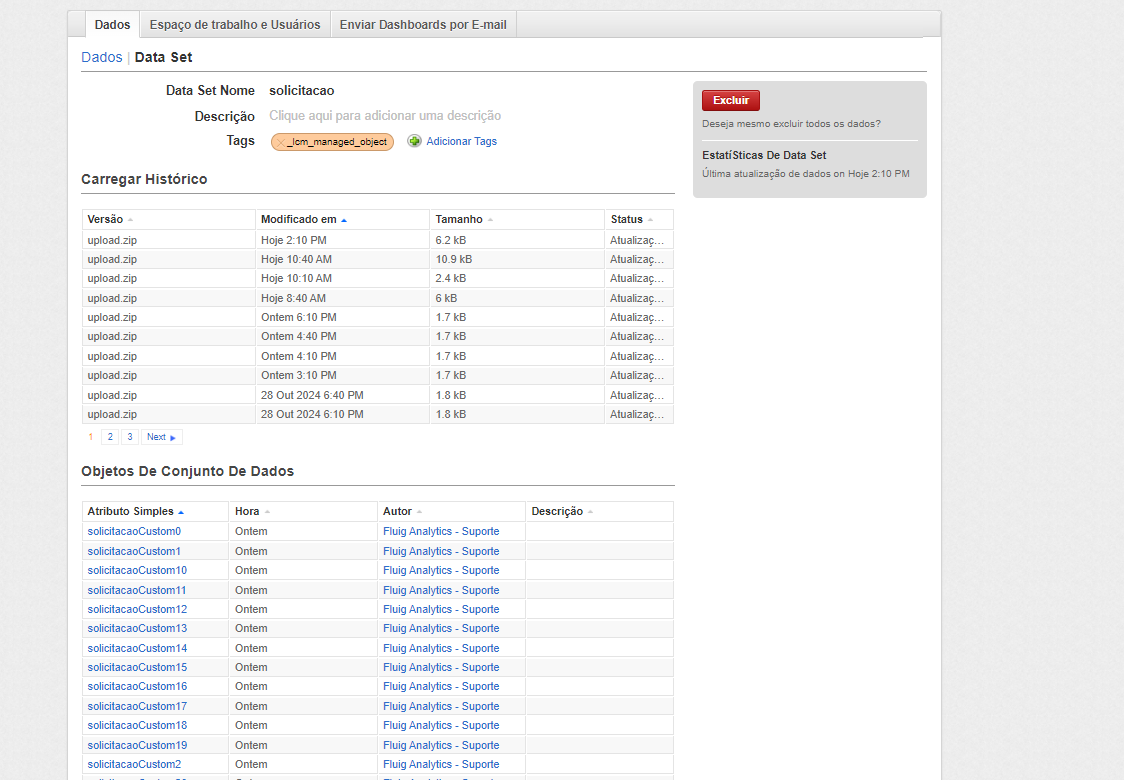 Dados Espaço de trabalho e Usuários Enviar Dashboards por E-mail
Dados | Data Set
Data Set Nome solicitacao
Descrição Clique aqui para adicionar uma descrição
Tags _lcm_managed_object Adicionar Tags
Excluir
Deseja mesmo excluir todos os dados?
EstatíSticas De Data Set
Última atualização de dados on Hoje 2:10 PM
Carregar Histórico
Versão Modificado em Tamanho Status
upload.zip Hoje 2:10 PM 6.2 kB Atualizaç...
upload.zip Hoje 10:40 AM 10.9 kB Atualizaç...
upload.zip Hoje 10:10 AM 2.4 kB Atualizaç...
upload.zip Hoje 8:40 AM 6 kB Atualizaç...
upload.zip Ontem 6:10 PM 1.7 kB Atualizaç...
upload.zip Ontem 4:40 PM 1.7 kB Atualizaç...
upload.zip Ontem 4:10 PM 1.7 kB Atualizaç...
upload.zip Ontem 3:10 PM 1.7 kB Atualizaç...
upload.zip 28 Out 2024 6:40 PM 1.8 kB Atualizaç...
upload.zip 28 Out 2024 6:10 PM 1.8 kB Atualizaç...
1 2 3 Next
Objetos De Conjunto De Dados
Atributo Simples Hora Autor Descrição
solicitacaoCustom0 Ontem Fluig Analytics - Suporte
solicitacaoCustom1 Ontem Fluig Analytics - Suporte
solicitacaoCustom10 Ontem Fluig Analytics - Suporte
solicitacaoCustom11 Ontem Fluig Analytics - Suporte
solicitacaoCustom12 Ontem Fluig Analytics - Suporte
solicitacaoCustom13 Ontem Fluig Analytics - Suporte
solicitacaoCustom14 Ontem Fluig Analytics - Suporte
solicitacaoCustom15 Ontem Fluig Analytics - Suporte
solicitacaoCustom16 Ontem Fluig Analytics - Suporte
solicitacaoCustom17 Ontem Fluig Analytics - Suporte
solicitacaoCustom18 Ontem Fluig Analytics - Suporte
solicitacaoCustom19 Ontem Fluig Analytics - Suporte
solicitacaoCustom2 Ontem Fluig Analytics - Suporte